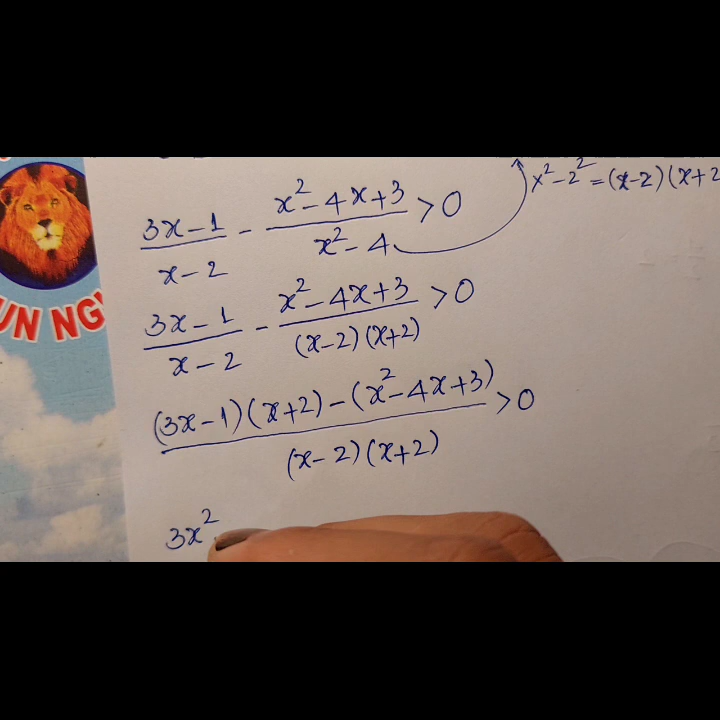 x² - 2² = (x-2)(x+2
(3x-1)/(x-2) - (x²-4x+3)/(x²-4) > 0
(3x-1)/(x-2) - (x²-4x+3)/((x-2)(x+2)) > 0
((3x-1)(x+2)-(x²-4x+3))/((x-2)(x+2)) > 0
3x²
UN NG